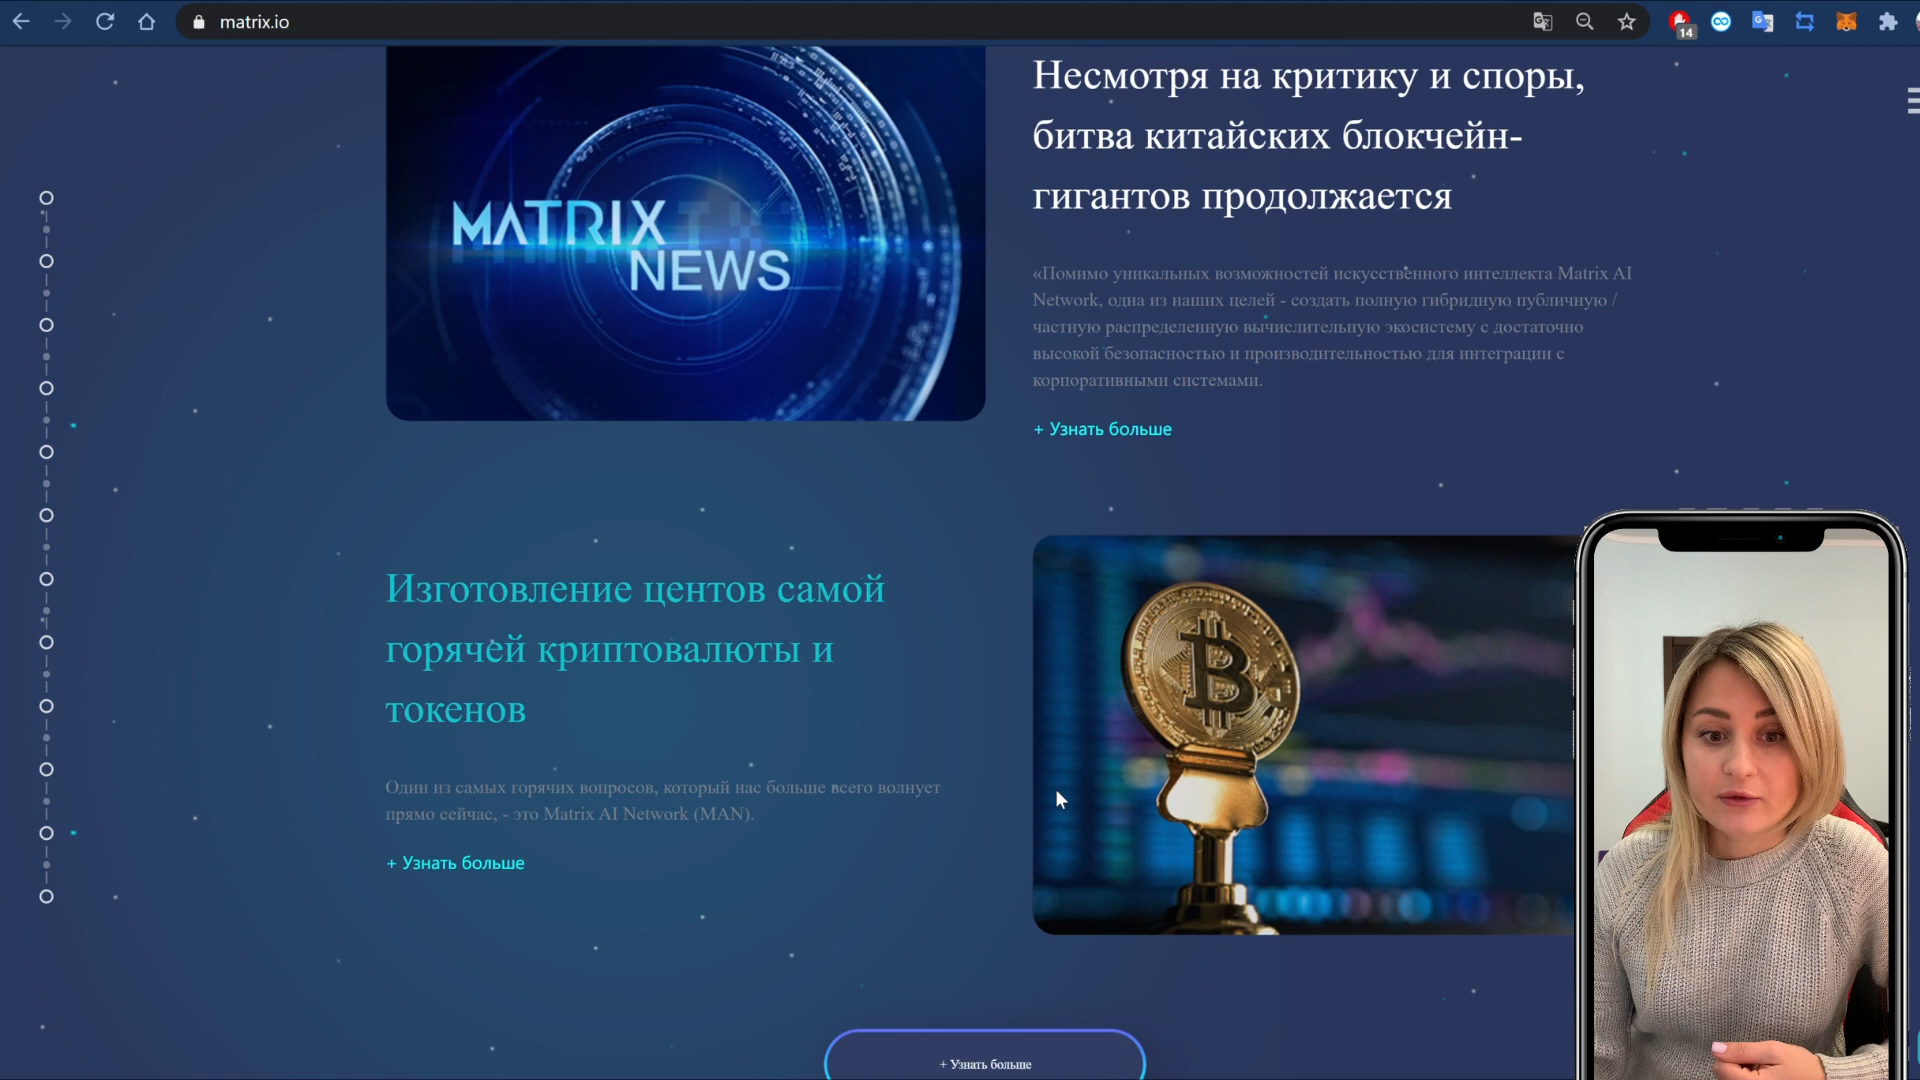 matrix.io
14
MATRIX
NEWS
Несмотря на критику и споры,
битва китайских блокчейн-
гигантов продолжается
«Помимо уникальных возможностей искусственного интеллекта Matrix AI
Network, одна из наших целей - создать полную гибридную публичную /
частную распределенную вычислительную экосистему с достаточно
высокой безопасностью и производительностью для интеграции с
корпоративными системами.
+ Узнать больше
Изготовление центов самой
горячей криптовалюты и
токенов
Один из самых горячих вопросов, который нас больше всего волнует
прямо сейчас, - это Matrix AI Network (MAN).
+ Узнать больше
+ Узнать больше